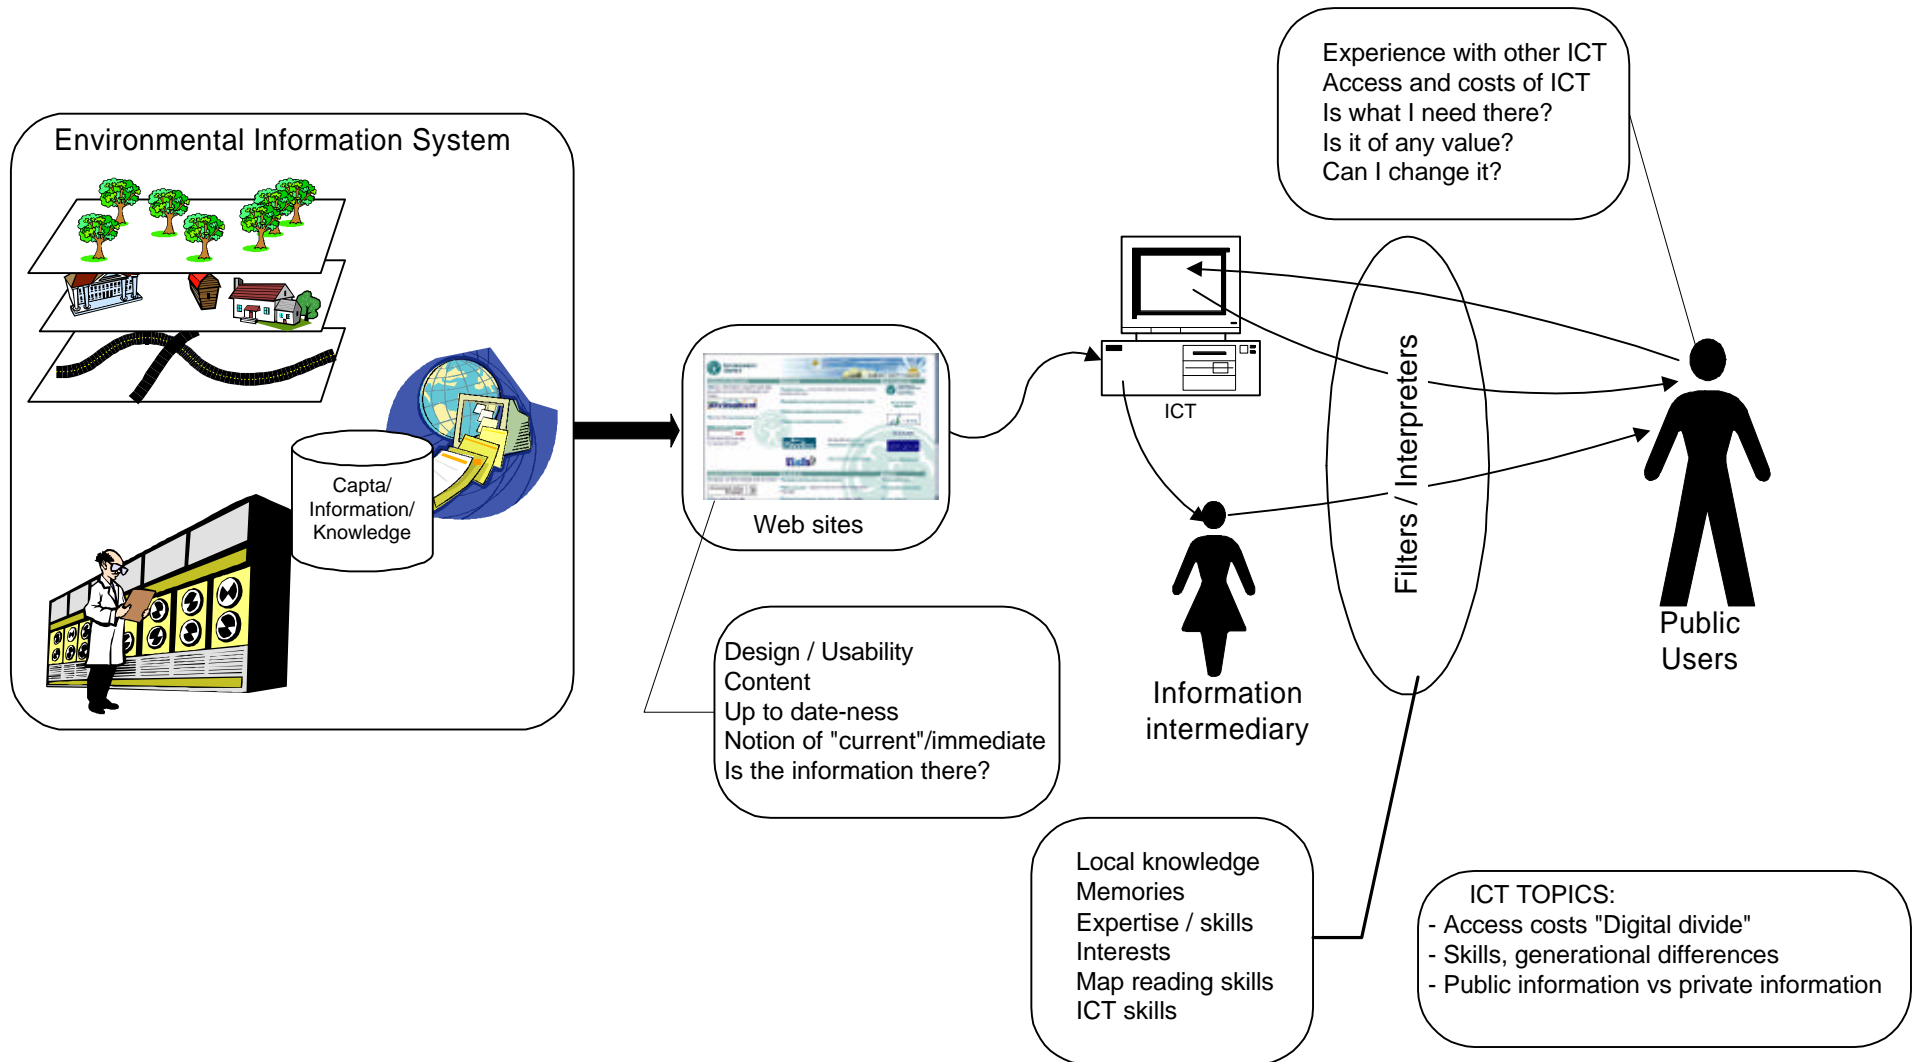 Experience with other ICT
Access and costs of ICT
Is what I need there?
Is it of any value?
Can I change it?
Environmental Information System
Capta/
Information/
Knowledge
Web sites
ICT
Filters / Interpreters
Public
Users
Information
intermediary
Design / Usability
Content
Up to date-ness
Notion of "current"/immediate
Is the information there?
Local knowledge
Memories
Expertise / skills
Interests
Map reading skills
ICT skills
ICT TOPICS:
- Access costs "Digital divide"
- Skills, generational differences
- Public information vs private information